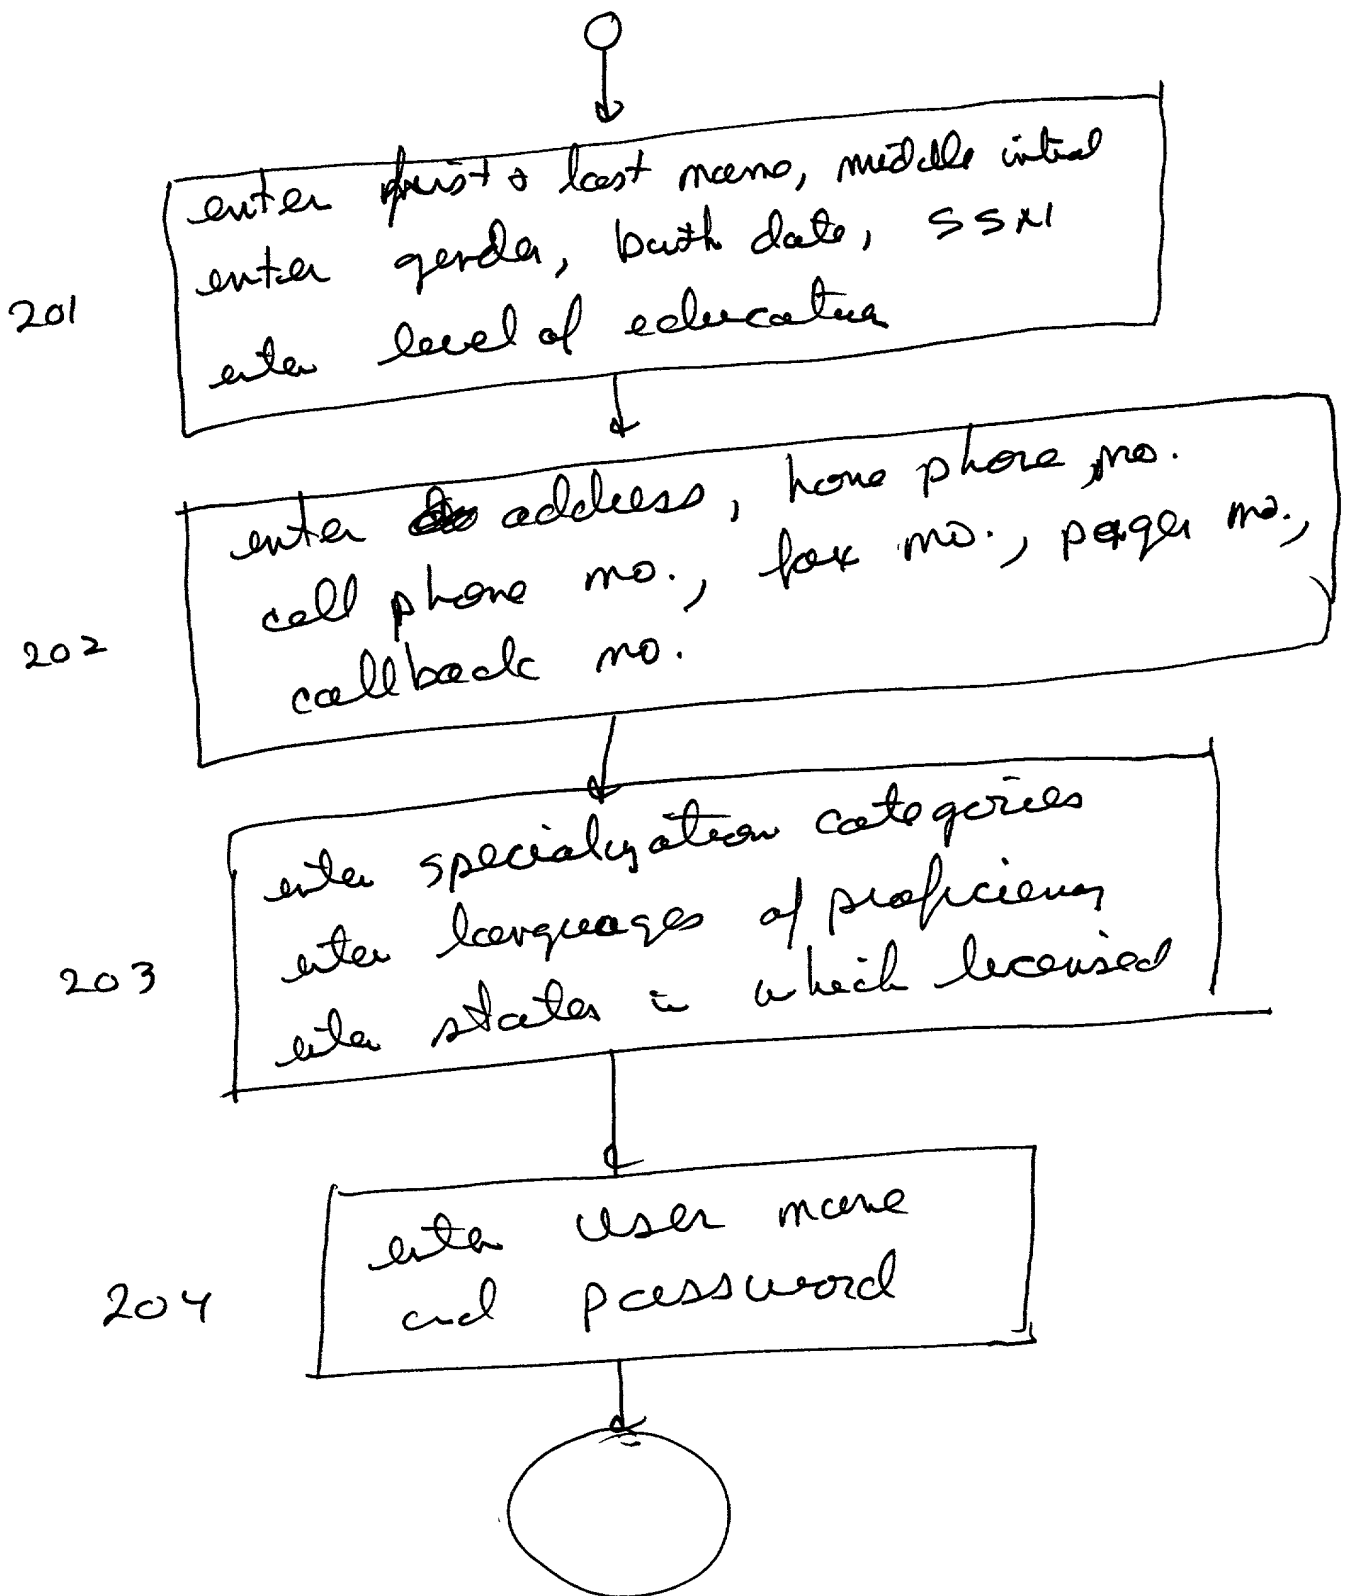 enter first & last name, middle initial
enter gender, birth date, SSN
201
enter level of education
enter address, home phone no.
cell phone no., fax no., pager no.,
202
callback no.
enter specialization categories
enter languages of proficiency
203
enter states in which licensed
enter user name
204
and password